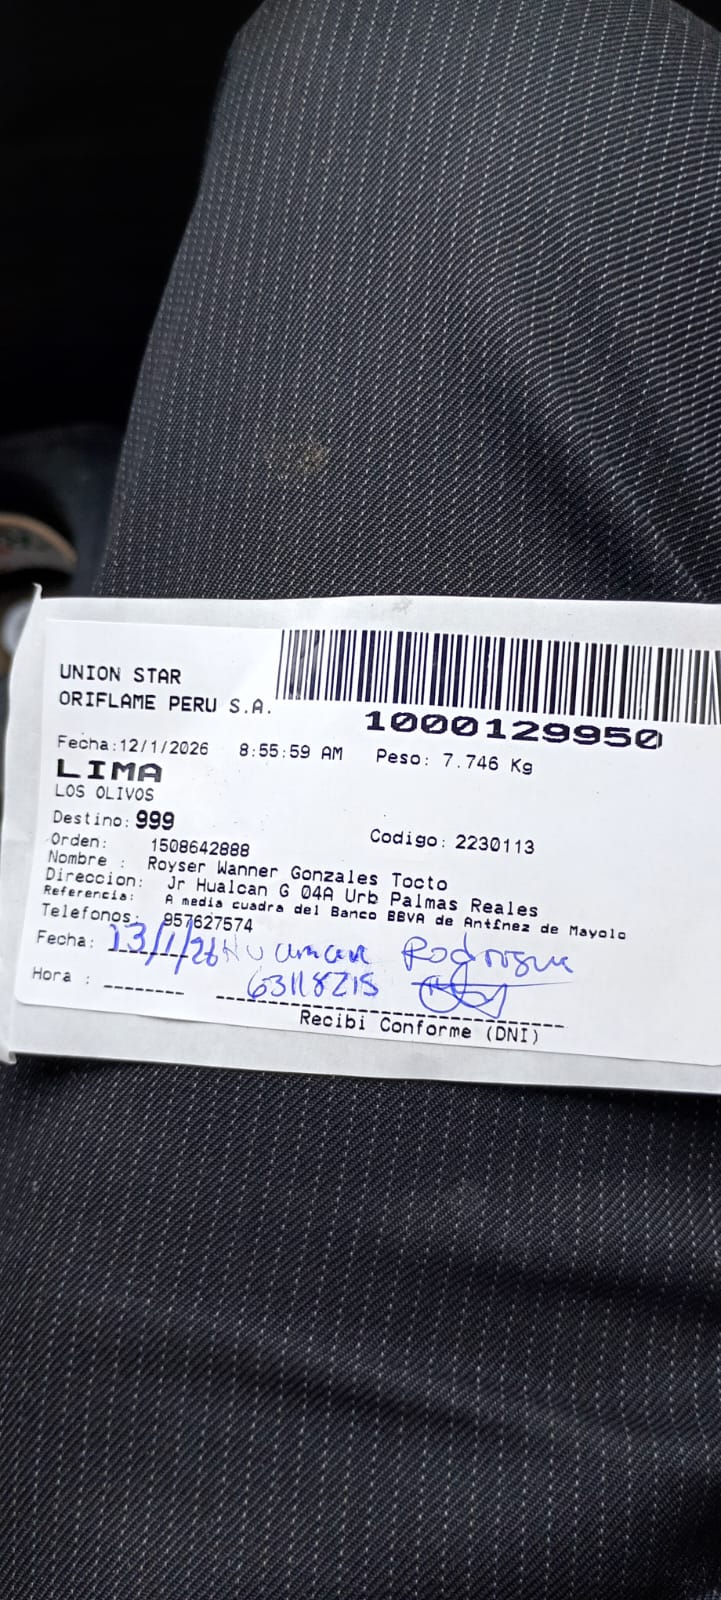 UNION STAR
ORIFLAME PERU S.A.
1000129950
Fecha:12/1/2026 8:55:59 AM Peso: 7.746 Kg
LIMA
LOS OLIVOS
Destino: 999
Codigo: 2230113
Orden: 1508642888
Nombre : Royser Wanner Gonzales Tocto
Direccion: Jr Hualcan G 04A Urb Palmas Reales
Referencia: A media cuadra del Banco BBVA de Antfnez de Mayolo
Telefonos: 957627574
Fecha: 13/1/26 Huaman Rodrigue
Hora : 63118215
Recibi Conforme (DNI)